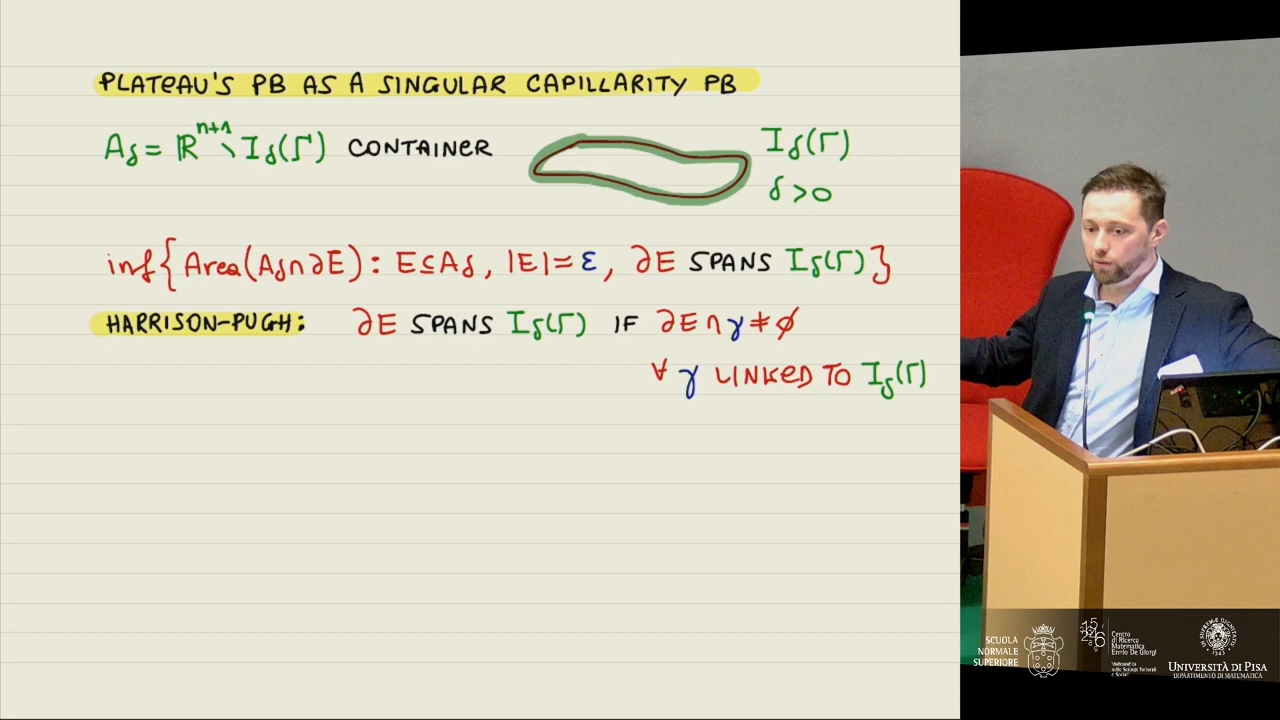 PLATEAU'S PB AS A SINGULAR CAPILLARITY PB
A_δ = ℝ^{n+1} \ I_δ(Γ) CONTAINER
I_δ(Γ)
δ > 0
inf{ Area(A_δ ∩ ∂E) : E ⊆ A_δ, |E| = ε, ∂E SPANS I_δ(Γ) }
HARRISON-PUGH: ∂E SPANS I_δ(Γ) IF ∂E ∩ γ ≠ ∅
∀ γ LINKED TO I_δ(Γ)
SCUOLA
NORMALE
SUPERIORE
Centro
di Ricerca
Matematica
Ennio De Giorgi
UNIVERSITÀ DI PISA
DIPARTIMENTO DI MATEMATICA